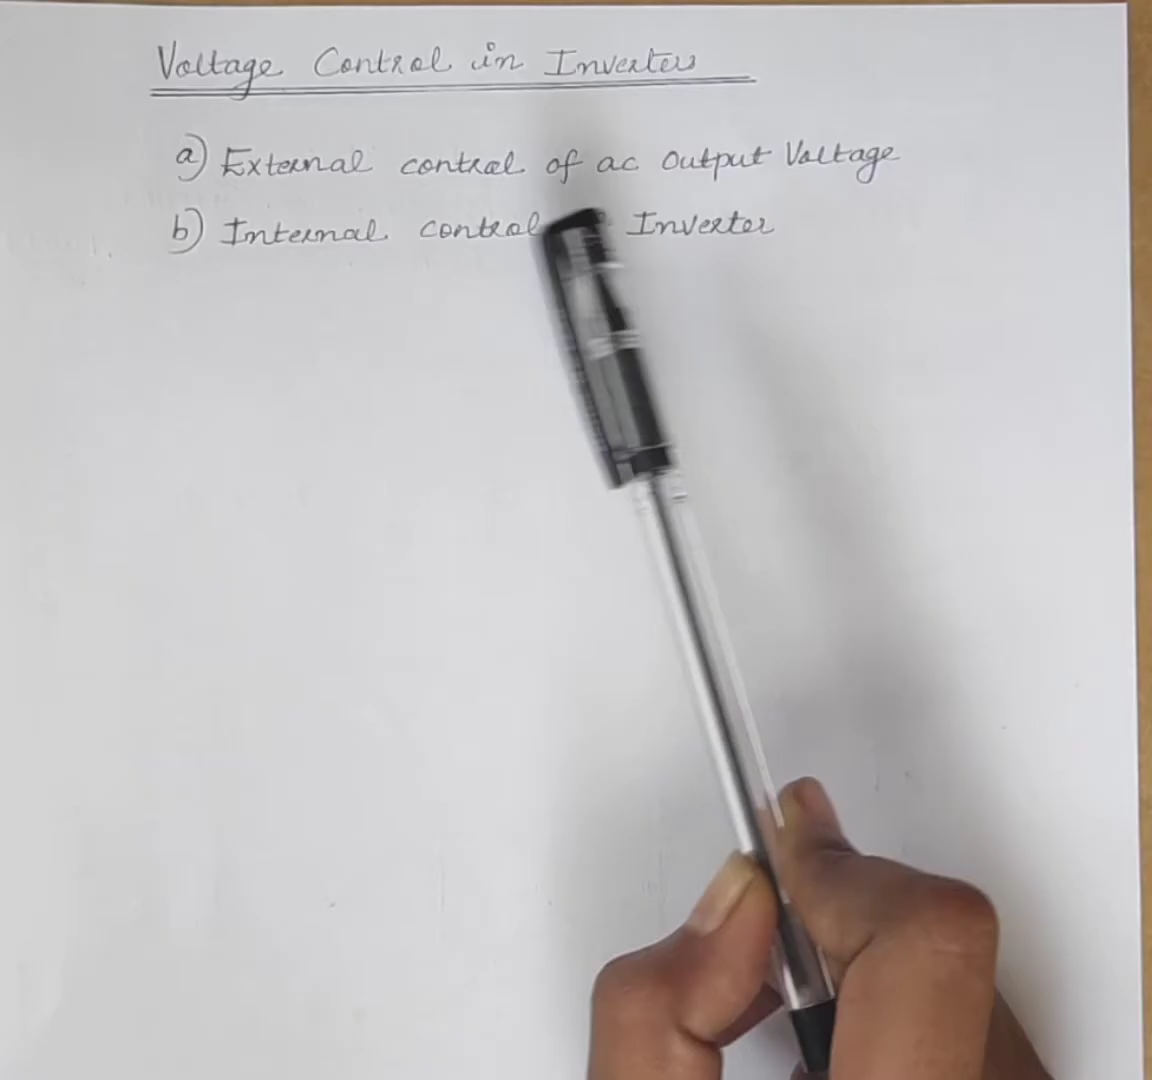 Voltage Control in Inverters
a) External control of ac output Voltage
b) Internal control Inverter